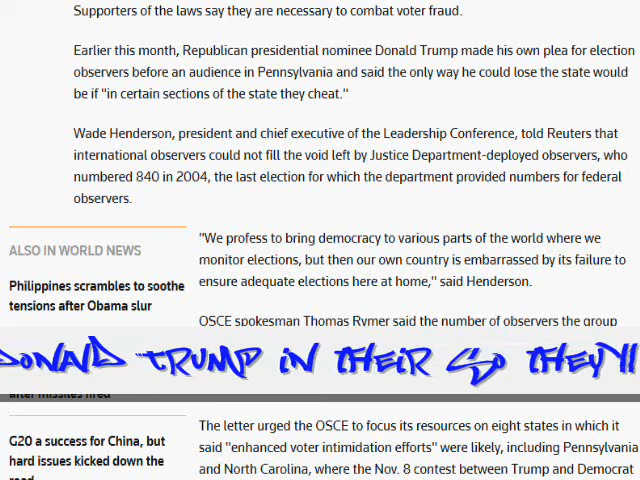 Supporters of the laws say they are necessary to combat voter fraud.
Earlier this month, Republican presidential nominee Donald Trump made his own plea for election
observers before an audience in Pennsylvania and said the only way he could lose the state would
be if "in certain sections of the state they cheat."
Wade Henderson, president and chief executive of the Leadership Conference, told Reuters that
international observers could not fill the void left by Justice Department-deployed observers, who
numbered 840 in 2004, the last election for which the department provided numbers for federal
observers.
ALSO IN WORLD NEWS
Philippines scrambles to soothe
tensions after Obama slur
"We profess to bring democracy to various parts of the world where we
monitor elections, but then our own country is embarrassed by its failure to
ensure adequate elections here at home," said Henderson.
OSCE spokesman Thomas Rymer said the number of observers the group
DONALD TRUMP IN THEIR SO THEY'll
after missiles fired
G20 a success for China, but
hard issues kicked down the
road
The letter urged the OSCE to focus its resources on eight states in which it
said "enhanced voter intimidation efforts" were likely, including Pennsylvania
and North Carolina, where the Nov. 8 contest between Trump and Democrat